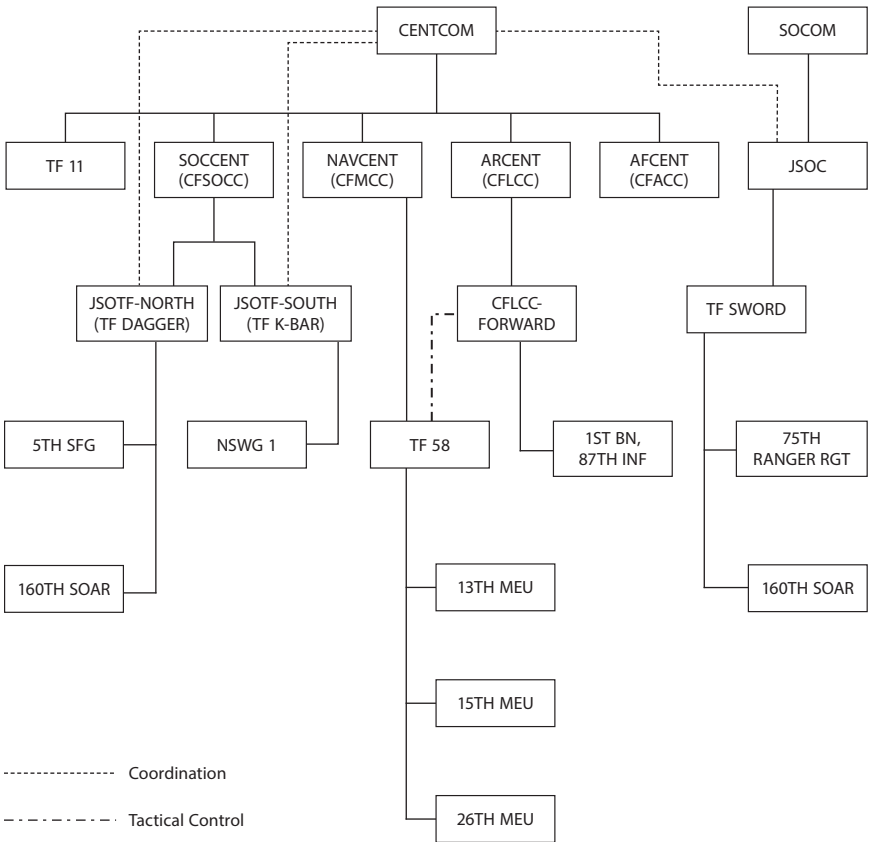 CENTCOM
SOCOM
TF 11
SOCCENT
(CFSOCC)
NAVCENT
(CFMCC)
ARCENT
(CFLCC)
AFCENT
(CFACC)
JSOC
JSOTF-NORTH
(TF DAGGER)
JSOTF-SOUTH
(TF K-BAR)
CFLCC-
FORWARD
TF SWORD
5TH SFG
NSWG 1
TF 58
1ST BN,
87TH INF
75TH
RANGER RGT
160TH SOAR
13TH MEU
160TH SOAR
15TH MEU
Coordination
Tactical Control
26TH MEU